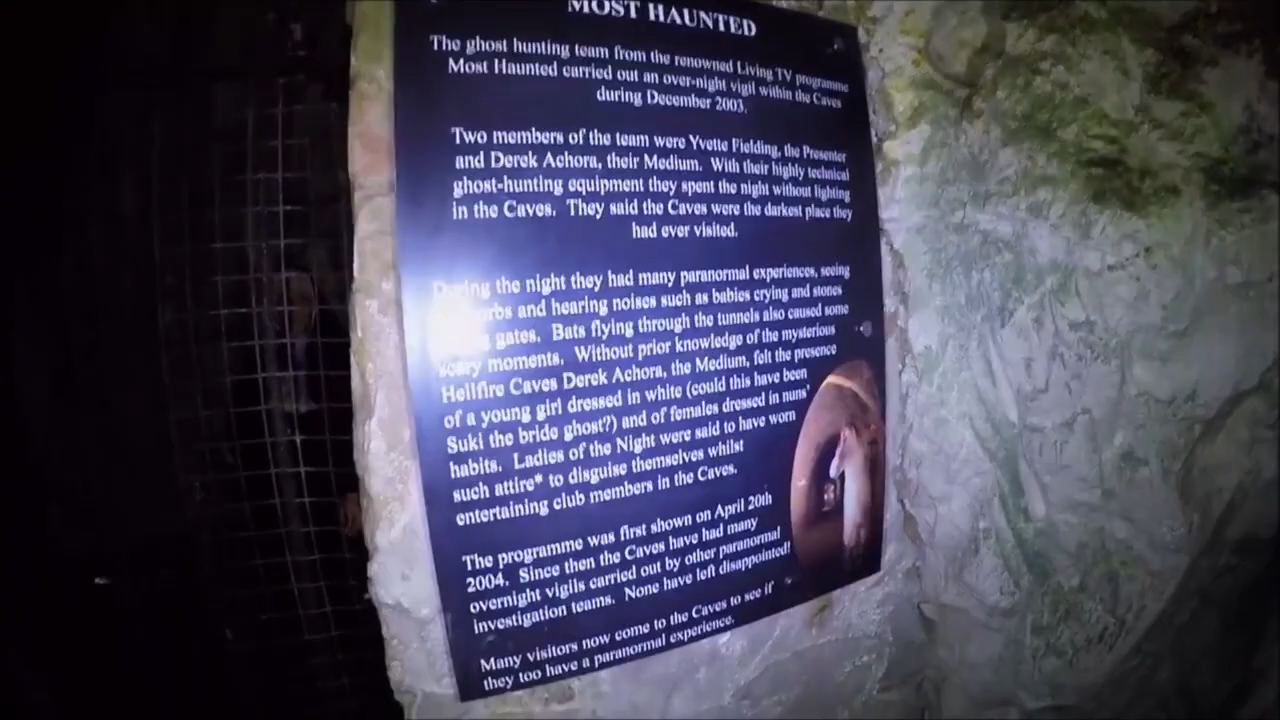 MOST HAUNTED
The ghost hunting team from the renowned Living TV programme
Most Haunted carried out an over-night vigil within the Caves
during December 2003.
Two members of the team were Yvette Fielding, the Presenter
and Derek Achora, their Medium. With their highly technical
ghost-hunting equipment they spent the night without lighting
in the Caves. They said the Caves were the darkest place they
had ever visited.
During the night they had many paranormal experiences, seeing
orbs and hearing noises such as babies crying and stones
gates. Bats flying through the tunnels also caused some
scary moments. Without prior knowledge of the mysterious
Hellfire Caves Derek Achora, the Medium, felt the presence
of a young girl dressed in white (could this have been
Suki the bride ghost?) and of females dressed in nuns'
habits. Ladies of the Night were said to have worn
such attire* to disguise themselves whilst
entertaining club members in the Caves.
The programme was first shown on April 20th
2004. Since then the Caves have had many
overnight vigils carried out by other paranormal
investigation teams. None have left disappointed!
Many visitors now come to the Caves to see if
they too have a paranormal experience.